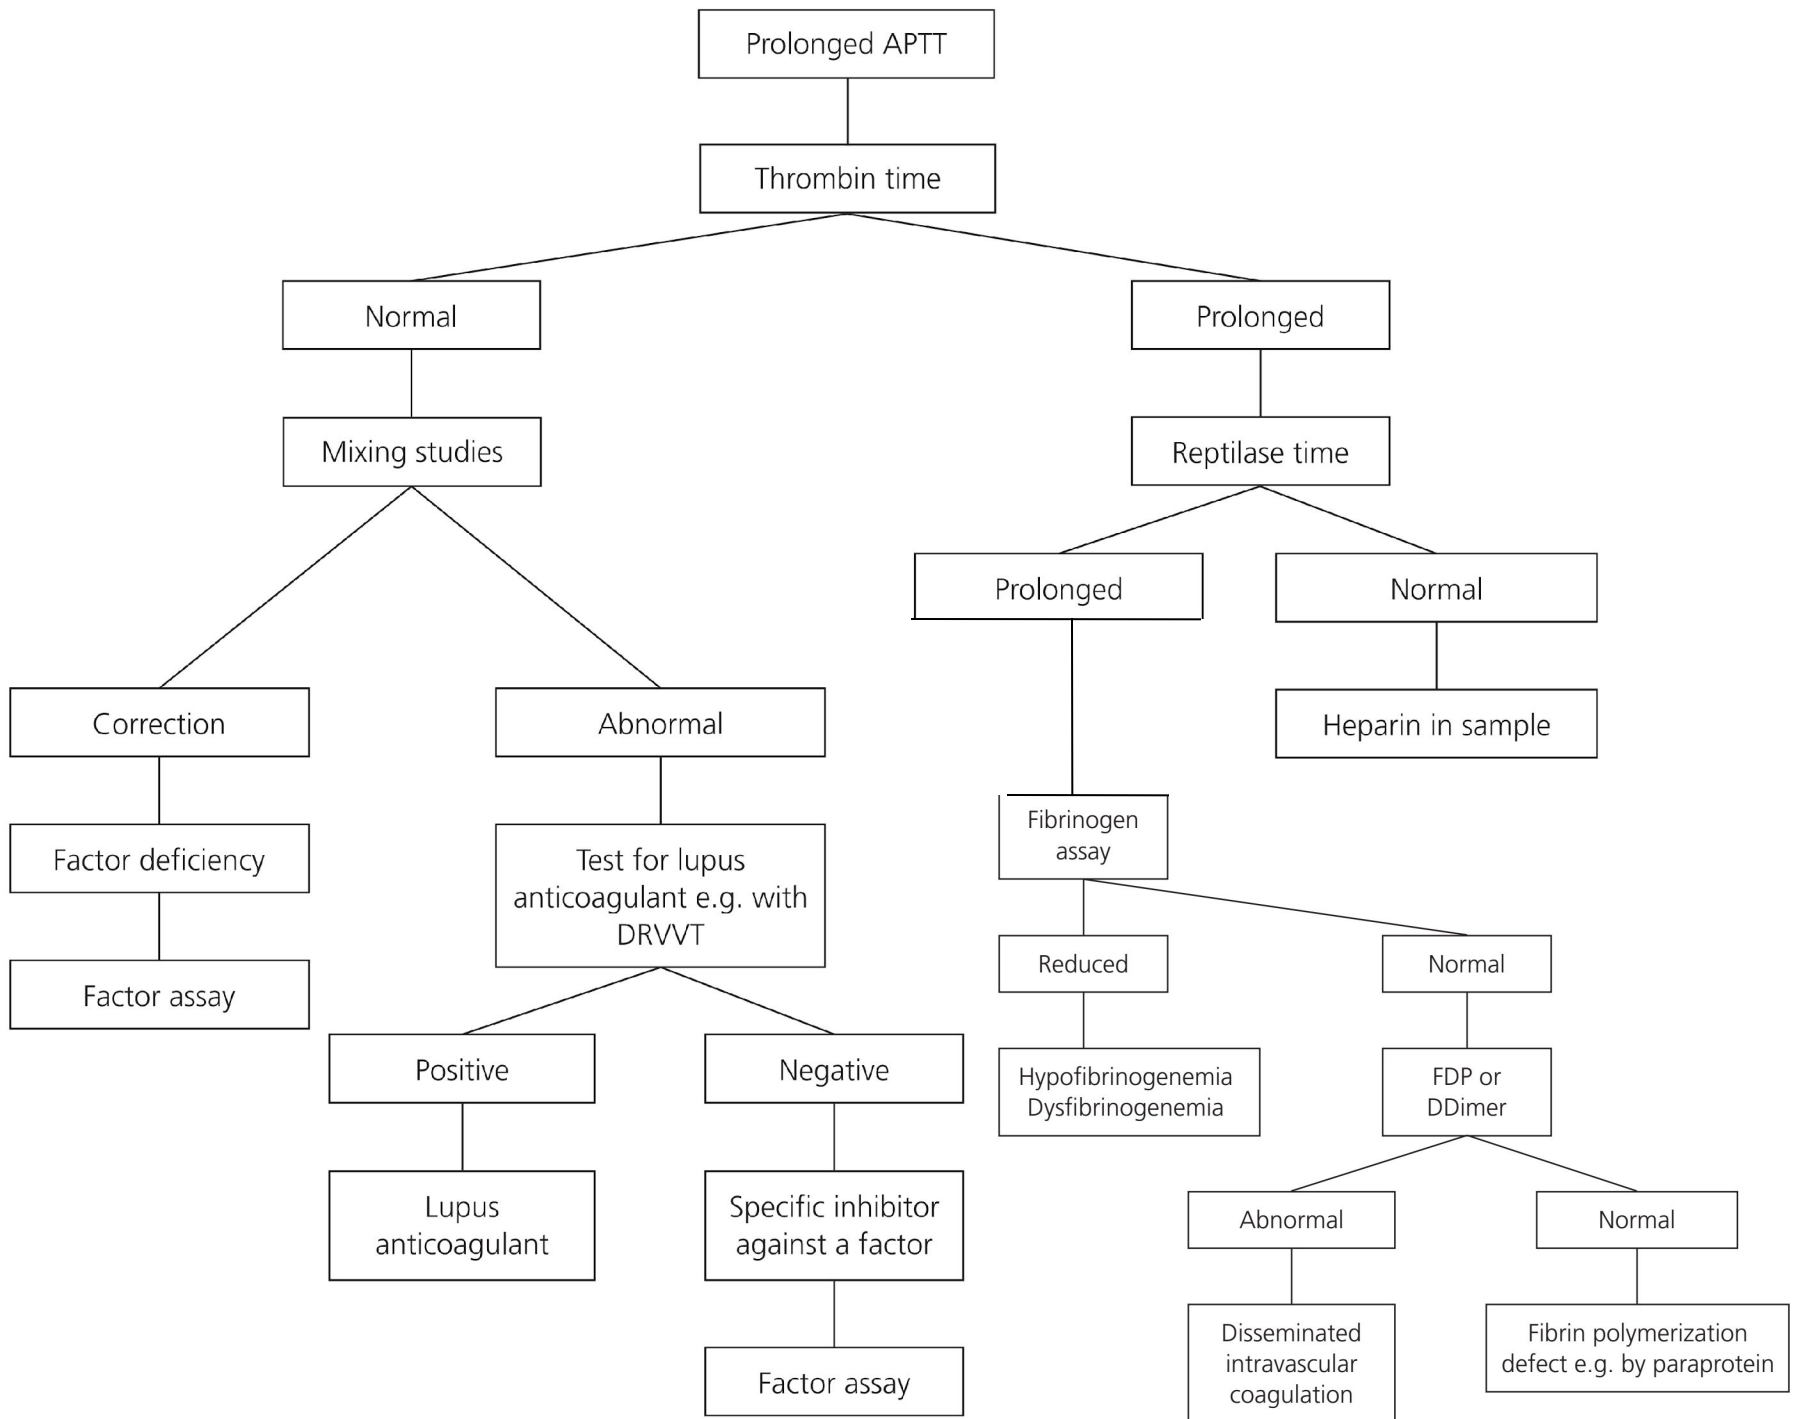 Prolonged APTT
Thrombin time
Normal
Prolonged
Mixing studies
Reptilase time
Prolonged
Normal
Correction
Abnormal
Heparin in sample
Factor deficiency
Test for lupus
anticoagulant e.g. with
DRVVT
Fibrinogen
assay
Factor assay
Reduced
Normal
Positive
Negative
Hypofibrinogenemia
Dysfibrinogenemia
FDP or
DDimer
Lupus
anticoagulant
Specific inhibitor
against a factor
Abnormal
Normal
Factor assay
Disseminated
intravascular
coagulation
Fibrin polymerization
defect e.g. by paraprotein